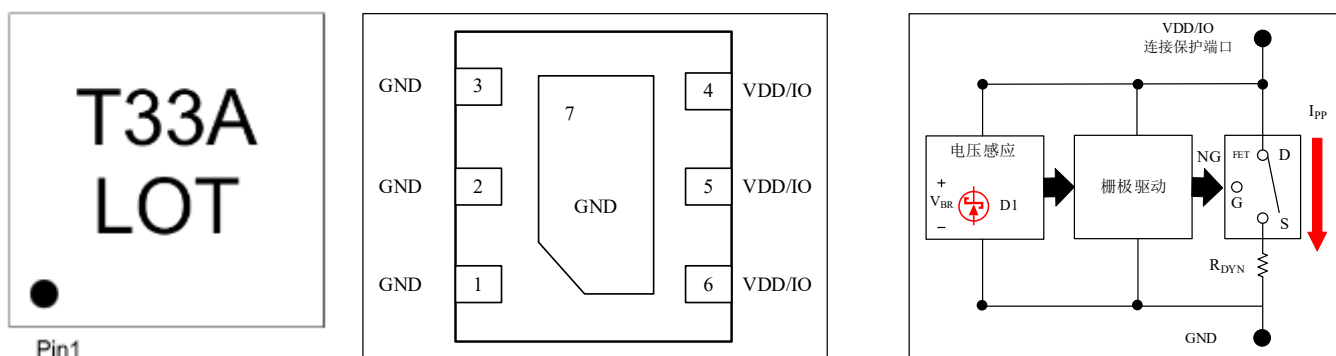 T33A
LOT
Pin1
GND 3 4 VDD/IO
7
GND 2 GND 5 VDD/IO
GND 1 6 VDD/IO
VDD/IO
连接保护端口
IPP
电压感应
+
VBR
−
D1
栅极驱动
NG
FET D
G
S
RDYN
GND